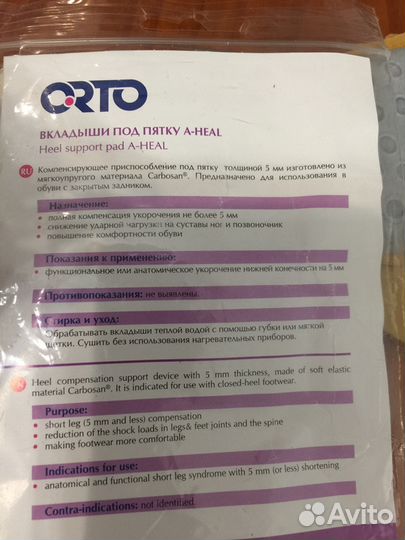 ORTO
ВКЛАДЫШИ ПОД ПЯТКУ A-HEAL
Heel support pad A-HEAL
RU Компенсирующее приспособление под пятку толщиной 5 мм изготовлено из
мягкоупругого материала Carbosan®. Предназначено для использования в
обуви с закрытым задником.
Назначение:
• полная компенсация укорочения не более 5 мм
• снижение ударной нагрузки на суставы ног и позвоночник
• повышение комфортности обуви
Показания к применению:
• функциональное или анатомическое укорочение нижней конечности на 5 мм
Противопоказания: не выявлены.
Стирка и уход:
Обрабатывать вкладыши теплой водой с помощью губки или мягкой
щетки. Сушить без использования нагревательных приборов.
Heel compensation support device with 5 mm thickness, made of soft elastic
material Carbosan®. It is indicated for use with closed-heel footwear.
Purpose:
• short leg (5 mm and less) compensation
• reduction of the shock loads in legs& feet joints and the spine
• making footwear more comfortable
Indications for use:
• anatomical and functional short leg syndrome with 5 mm (or less) shortening
Contra-indications: not identified.
Avito